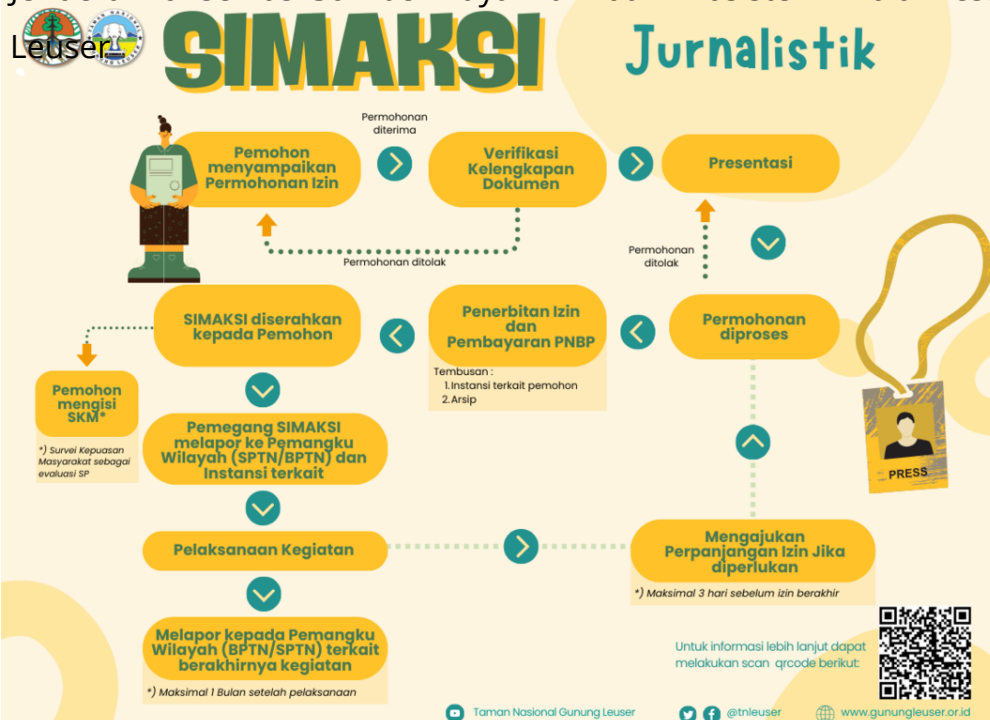 Leuser
SIMAKSI
Jurnalistik
Permohonan
diterima
Pemohon
menyampaikan
Permohonan Izin
Verifikasi
Kelengkapan
Dokumen
Presentasi
Permohonan ditolak
Permohonan
ditolak
SIMAKSI diserahkan
kepada Pemohon
Penerbitan Izin
dan
Pembayaran PNBP
Permohonan
diproses
Tembusan :
1.Instansi terkait pemohon
2.Arsip
Pemohon
mengisi
SKM*
*) Survei Kepuasan
Masyarakat sebagai
evaluasi SP
Pemegang SIMAKSI
melapor ke Pemangku
Wilayah (SPTN/BPTN) dan
Instansi terkait
PRESS
Pelaksanaan Kegiatan
Mengajukan
Perpanjangan Izin Jika
diperlukan
*) Maksimal 3 hari sebelum izin berakhir
Melapor kepada Pemangku
Wilayah (BPTN/SPTN) terkait
berakhirnya kegiatan
*) Maksimal 1 Bulan setelah pelaksanaan
Untuk informasi lebih lanjut dapat
melakukan scan qrcode berikut:
Taman Nasional Gunung Leuser
@tnleuser
www.gunungleuser.or.id